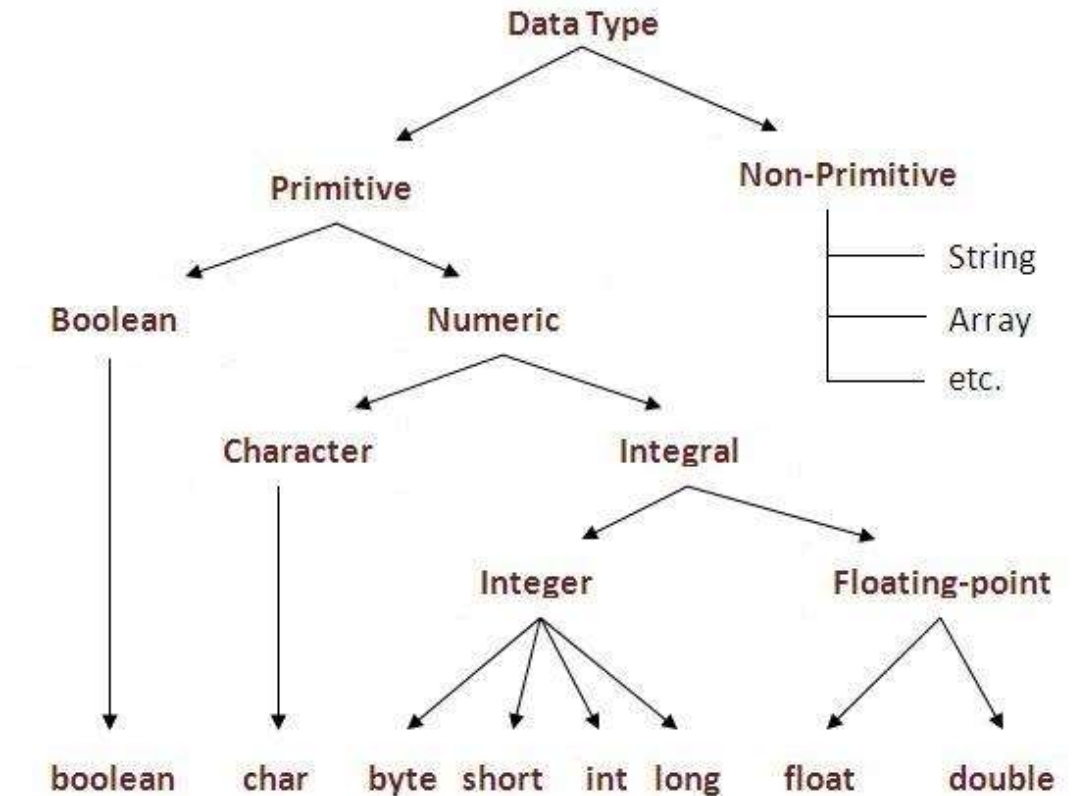 Data Type
Primitive
Non-Primitive
String
Boolean
Numeric
Array
etc.
Character
Integral
Integer
Floating-point
boolean char byte short int long float double